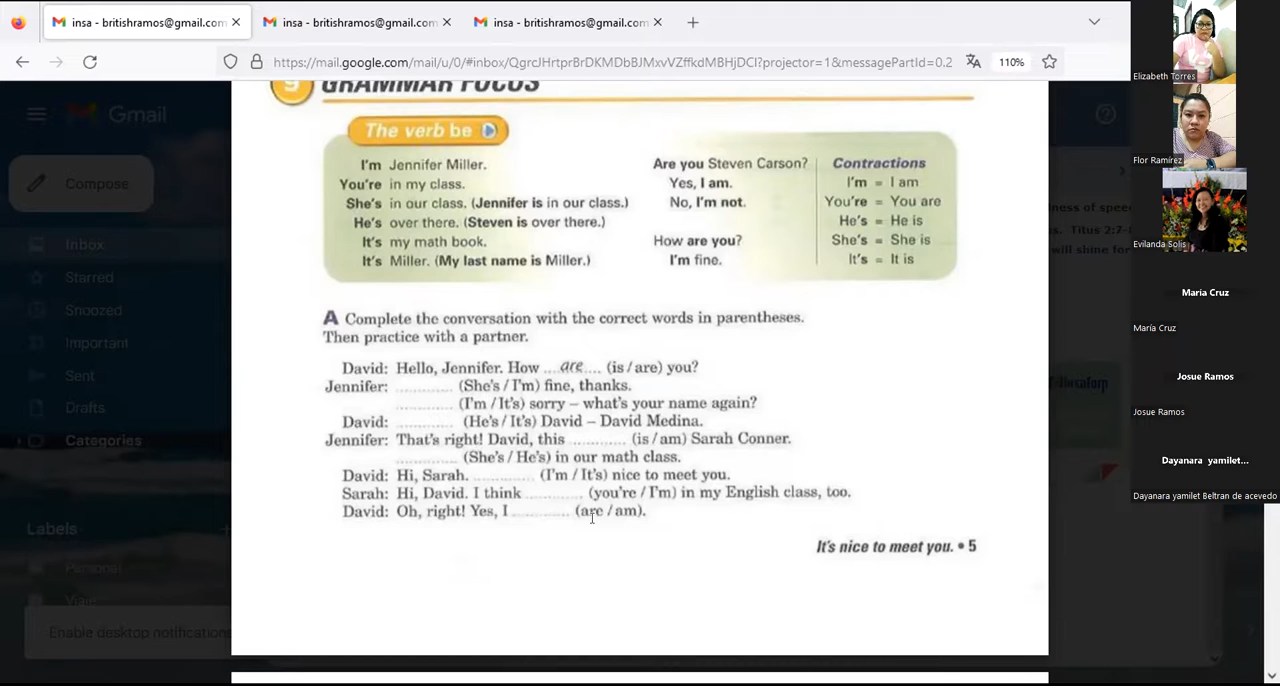 insa - britishramos@gmail.com
insa - britishramos@gmail.com
insa - britishramos@gmail.com
https://mail.google.com/mail/u/0/#inbox/QgrcJHrtprBrDKMDbBJMxvVZffkdMBHjDCl?projector=1&messagePartId=0.2
110%
Gmail
Compose
Inbox
Starred
Snoozed
Important
Sent
Drafts
Categories
Labels
Personal
Enable desktop notifications
9 GRAMMAR FOCUS
The verb be
I'm Jennifer Miller.
You're in my class.
She's in our class. (Jennifer is in our class.)
He's over there. (Steven is over there.)
It's my math book.
It's Miller. (My last name is Miller.)
Are you Steven Carson?
Yes, I am.
No, I'm not.
How are you?
I'm fine.
Contractions
I'm = I am
You're = You are
He's = He is
She's = She is
It's = It is
A Complete the conversation with the correct words in parentheses.
Then practice with a partner.
David: Hello, Jennifer. How ....are.... (is / are) you?
Jennifer: ............ (She's / I'm) fine, thanks.
............ (I'm / It's) sorry – what's your name again?
David: ............ (He's / It's) David – David Medina.
Jennifer: That's right! David, this ............ (is / am) Sarah Conner.
............ (She's / He's) in our math class.
David: Hi, Sarah. ............ (I'm / It's) nice to meet you.
Sarah: Hi, David. I think ............ (you're / I'm) in my English class, too.
David: Oh, right! Yes, I ............ (are / am).
It's nice to meet you. • 5
Titus 2:7-
will shine for
Elizabeth Torres
Flor Ramírez
Evilanda Solis
María Cruz
María Cruz
Josue Ramos
Josue Ramos
Dayanara yamilet...
Dayanara yamilet Beltran de acevedo